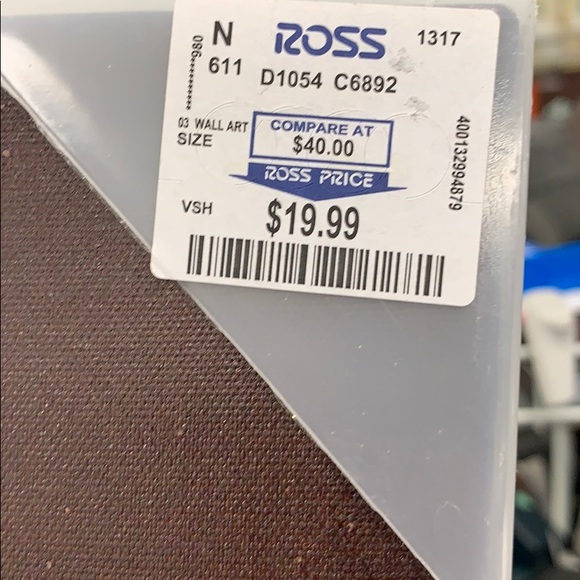 N ROSS 1317
611 D1054 C6892
**********980
03 WALL ART
SIZE
COMPARE AT
$40.00
ROSS PRICE
VSH $19.99
400132994879